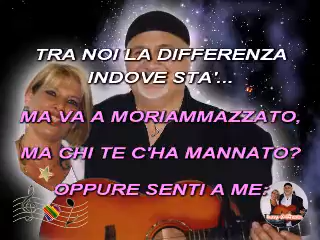 TRA NOI LA DIFFERENZA
INDOVE STA'...
MA VA A MORIAMMAZZATO,
MA CHI TE C'HA MANNATO?
OPPURE SENTI A ME: